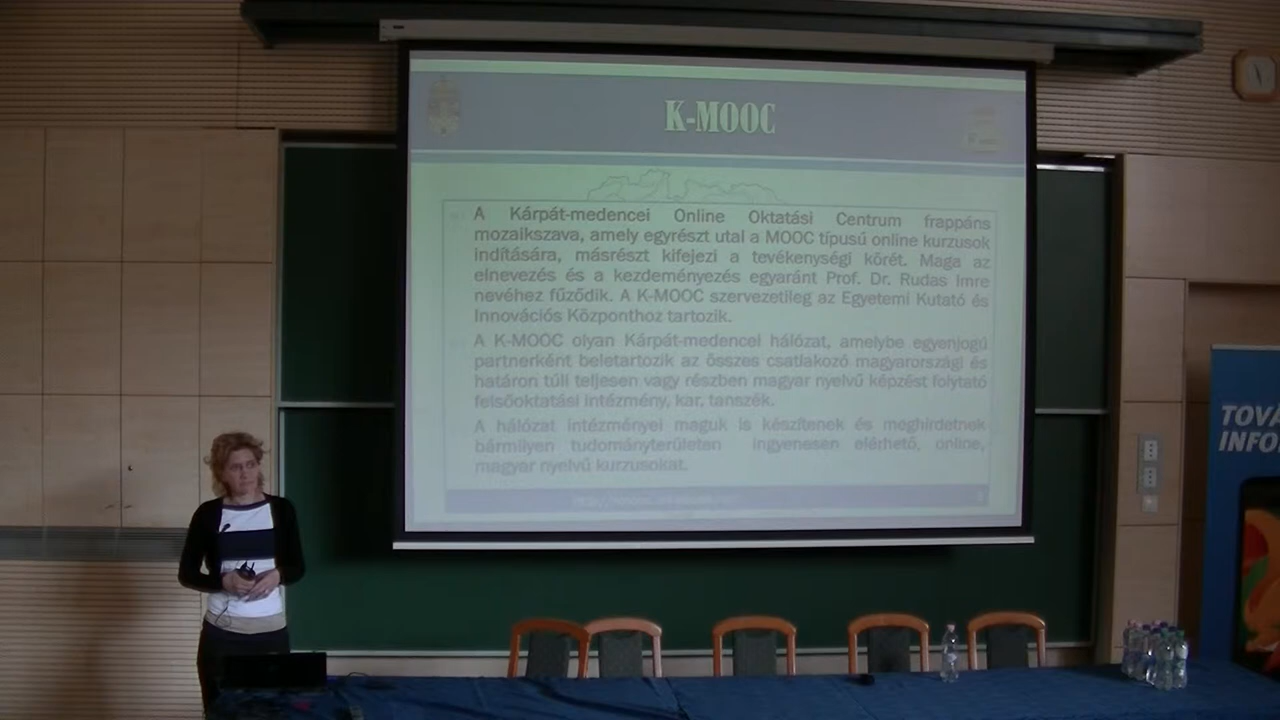 K-MOOC
A Kárpát-medencei Online Oktatási Centrum frappáns
mozaikszava, amely egyrészt utal a MOOC típusú online kurzusok
indítására, másrészt kifejezi a tevékenységi körét. Maga az
elnevezés és a kezdeményezés egyaránt Prof. Dr. Rudas Imre
nevéhez fűződik. A K-MOOC szervezetileg az Egyetemi Kutató és
Innovációs Központhoz tartozik.
A K-MOOC olyan Kárpát-medencei hálózat, amelybe egyenjogú
partnerként beletartozik az összes csatlakozó magyarországi és
határon túli teljesen vagy részben magyar nyelvű képzést folytató
felsőoktatási intézmény, kar, tanszék.
A hálózat intézményei maguk is készítenek és meghirdetnek
bármilyen tudományterületen ingyenesen elérhető, online,
magyar nyelvű kurzusokat.
TOVÁ
INFO